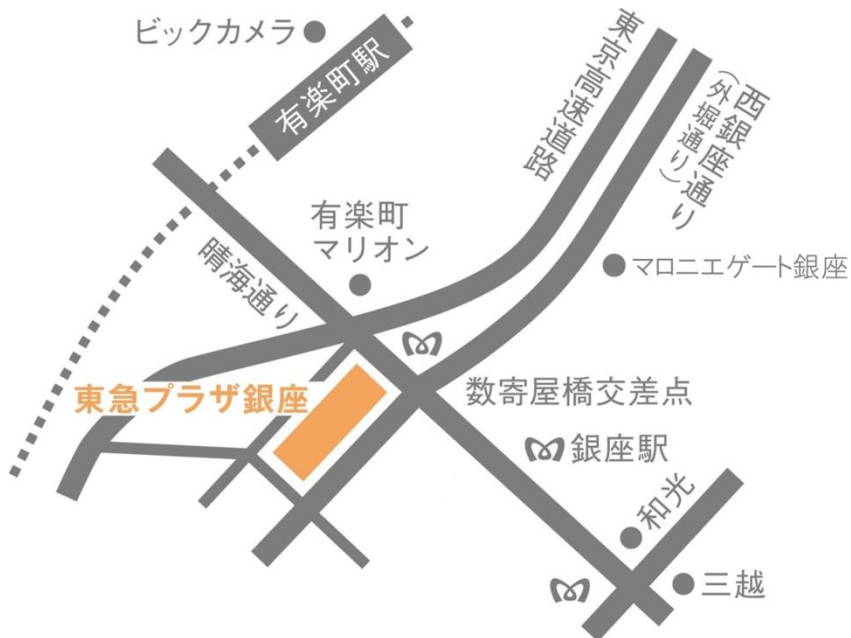 ビックカメラ
有楽町駅
東京高速道路
西銀座通り
（外堀通り）
有楽町
マリオン
晴海通り
マロニエゲート銀座
東急プラザ銀座
数寄屋橋交差点
銀座駅
和光
三越